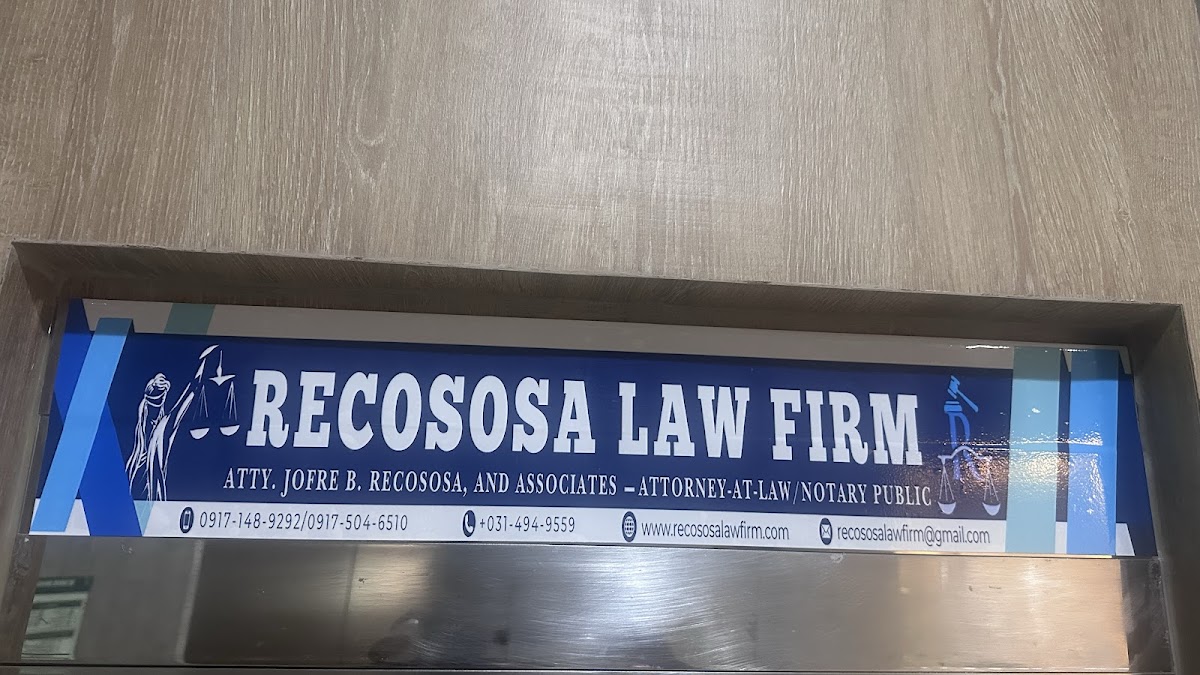 RECOSOSA LAW FIRM
ATTY. JOFRE B. RECOSOSA, AND ASSOCIATES – ATTORNEY-AT-LAW/NOTARY PUBLIC
0917-148-9292/0917-504-6510 +031-494-9559 www.recososalawfirm.com recososalawfirm@gmail.com